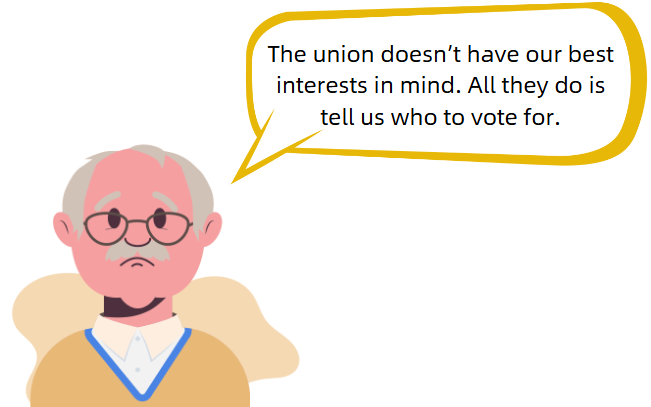 The union doesn’t have our best
interests in mind. All they do is
tell us who to vote for.